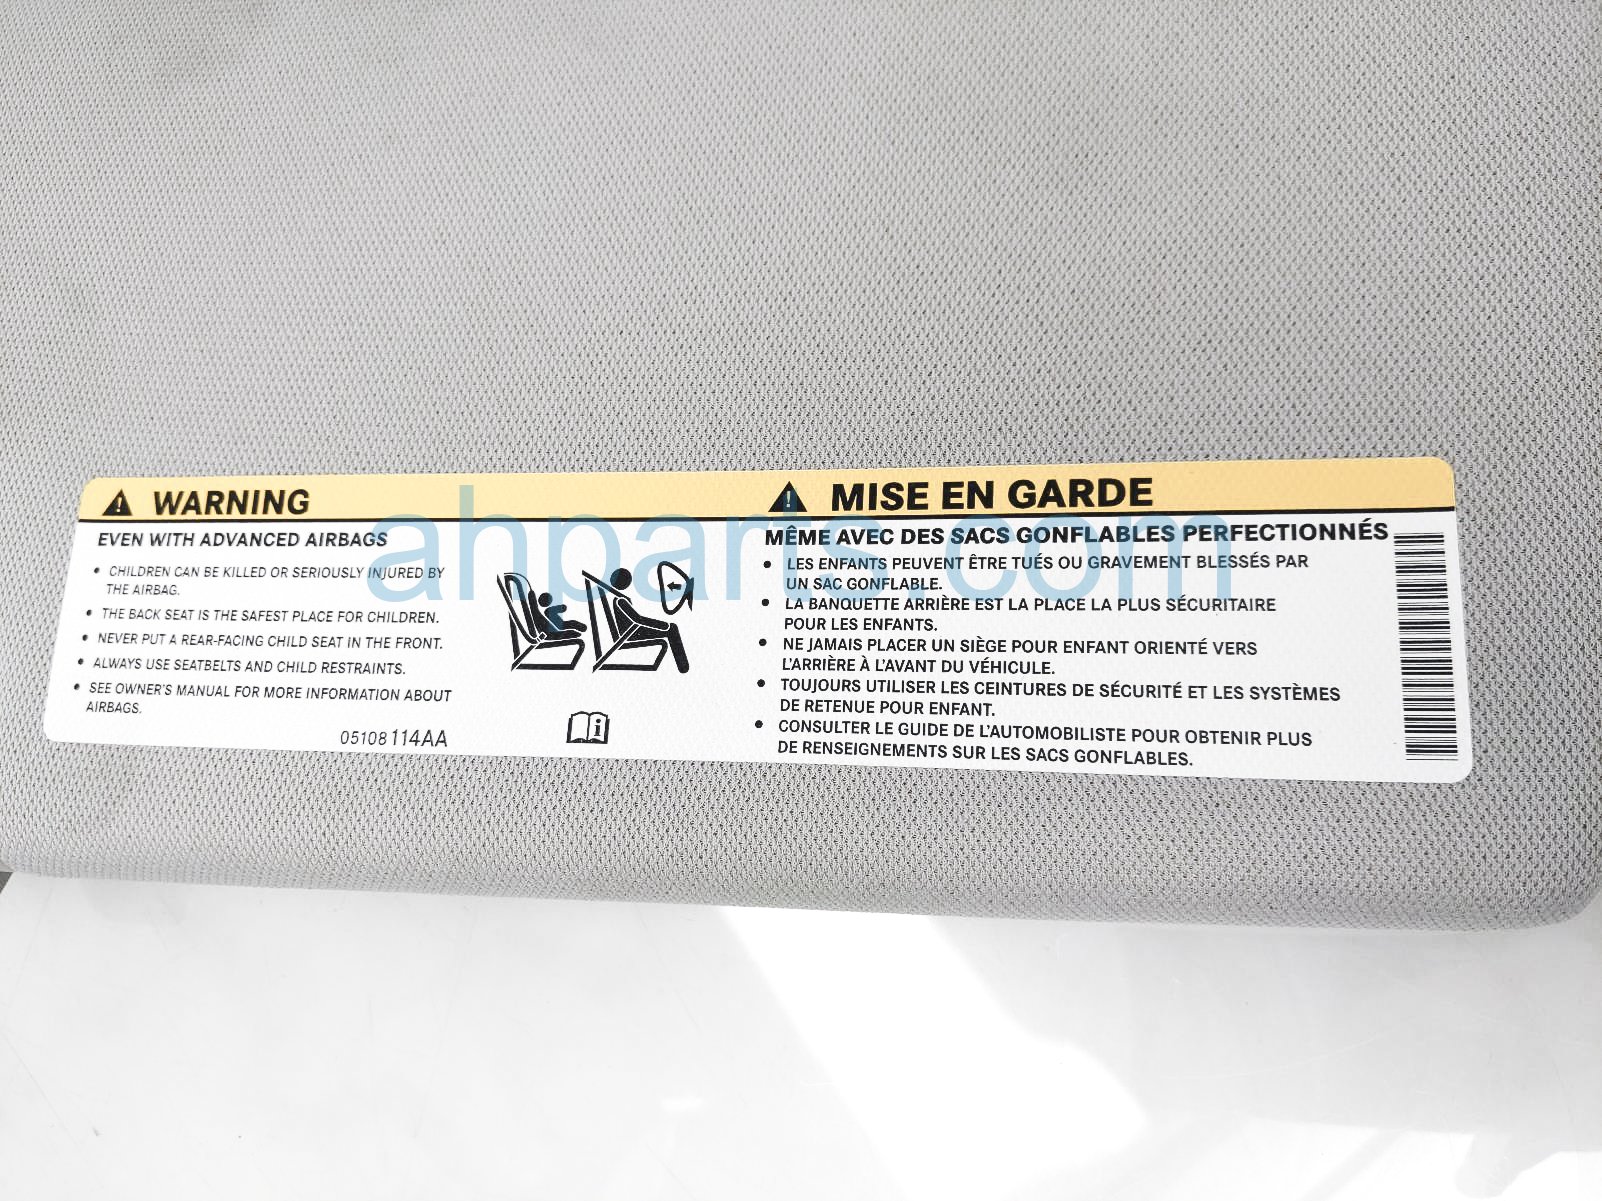 WARNING
EVEN WITH ADVANCED AIRBAGS
• CHILDREN CAN BE KILLED OR SERIOUSLY INJURED BY
THE AIRBAG.
• THE BACK SEAT IS THE SAFEST PLACE FOR CHILDREN.
• NEVER PUT A REAR-FACING CHILD SEAT IN THE FRONT.
• ALWAYS USE SEATBELTS AND CHILD RESTRAINTS.
• SEE OWNER'S MANUAL FOR MORE INFORMATION ABOUT
AIRBAGS.
05108114AA
MISE EN GARDE
MÊME AVEC DES SACS GONFLABLES PERFECTIONNÉS
• LES ENFANTS PEUVENT ÊTRE TUÉS OU GRAVEMENT BLESSÉS PAR
UN SAC GONFLABLE.
• LA BANQUETTE ARRIÈRE EST LA PLACE LA PLUS SÉCURITAIRE
POUR LES ENFANTS.
• NE JAMAIS PLACER UN SIÈGE POUR ENFANT ORIENTÉ VERS
L'ARRIÈRE À L'AVANT DU VÉHICULE.
• TOUJOURS UTILISER LES CEINTURES DE SÉCURITÉ ET LES SYSTÈMES
DE RETENUE POUR ENFANT.
• CONSULTER LE GUIDE DE L'AUTOMOBILISTE POUR OBTENIR PLUS
DE RENSEIGNEMENTS SUR LES SACS GONFLABLES.
ahparts.com